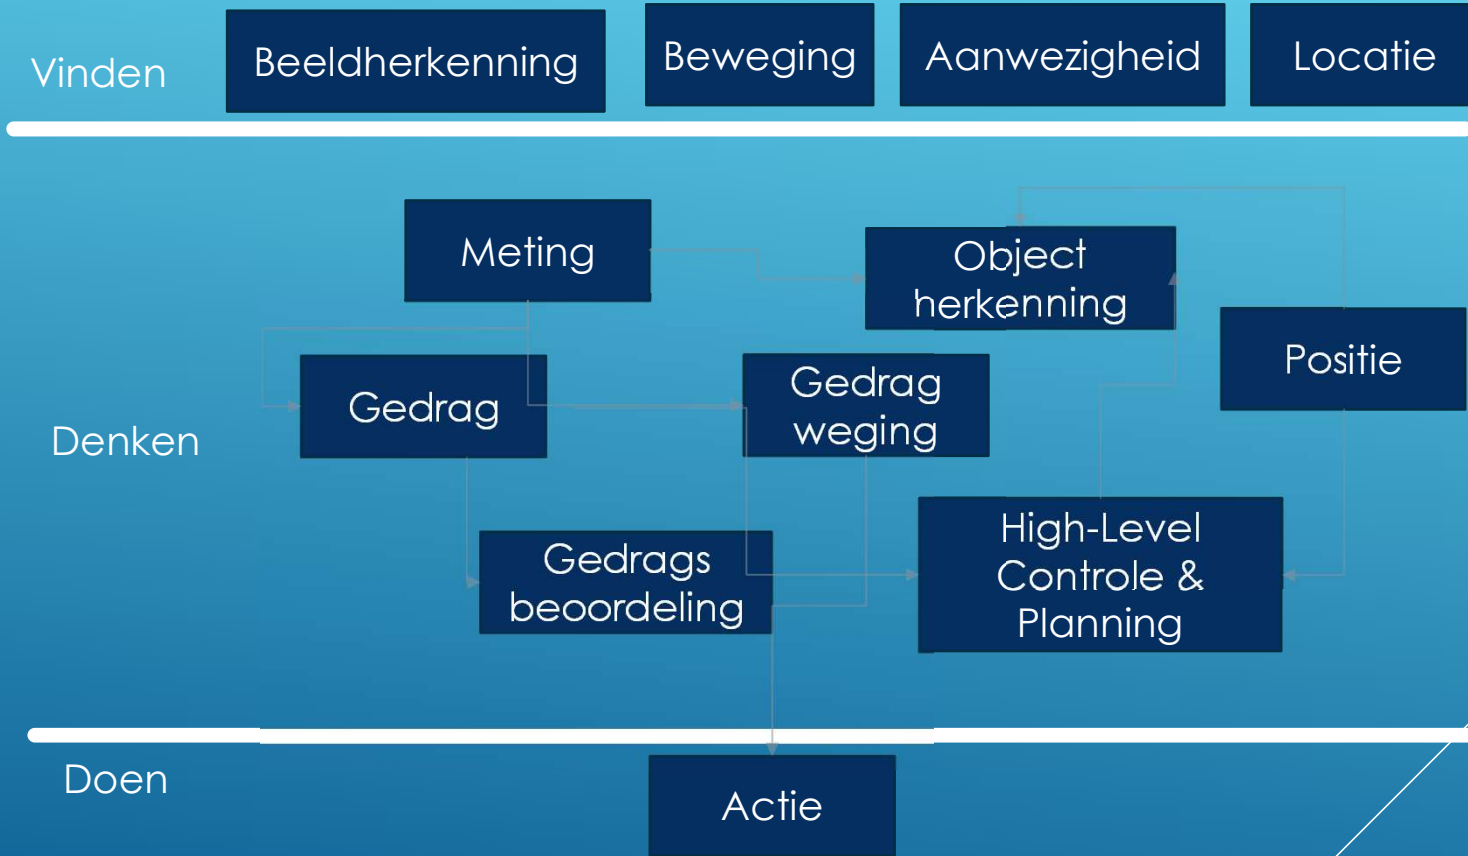 Vinden
Beeldherkenning
Beweging
Aanwezigheid
Locatie
Meting
Object
herkenning
Positie
Denken
Gedrag
Gedrag
weging
Gedrags
beoordeling
High-Level
Controle &
Planning
Doen
Actie